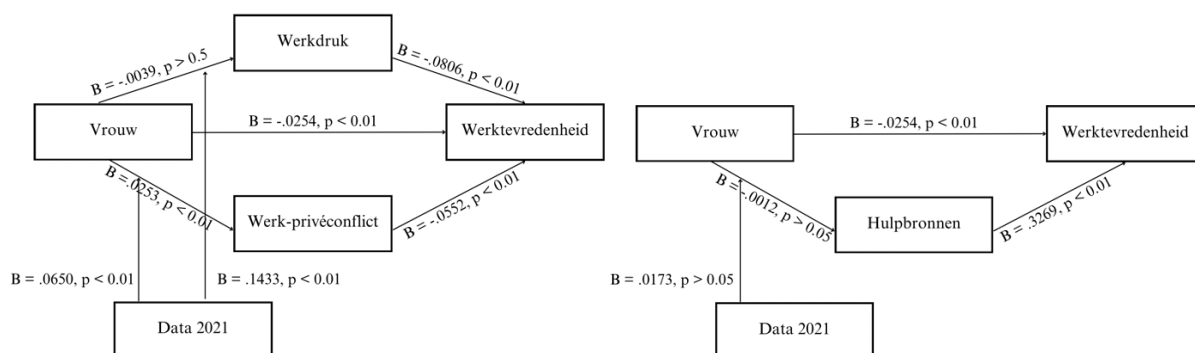 Werkdruk
B = -.0039, p > 0.5
B = -.0806, p < 0.01
Vrouw
B = -.0254, p < 0.01
Werktevredenheid
B =.0253, p < 0.01
Werk-privéconflict
B = -.0552, p < 0.01
B = .0650, p < 0.01
B = .1433, p < 0.01
Data 2021
Vrouw
B = -.0254, p < 0.01
Werktevredenheid
B = -.0012, p > 0.05
Hulpbronnen
B = .3269, p < 0.01
B = .0173, p > 0.05
Data 2021